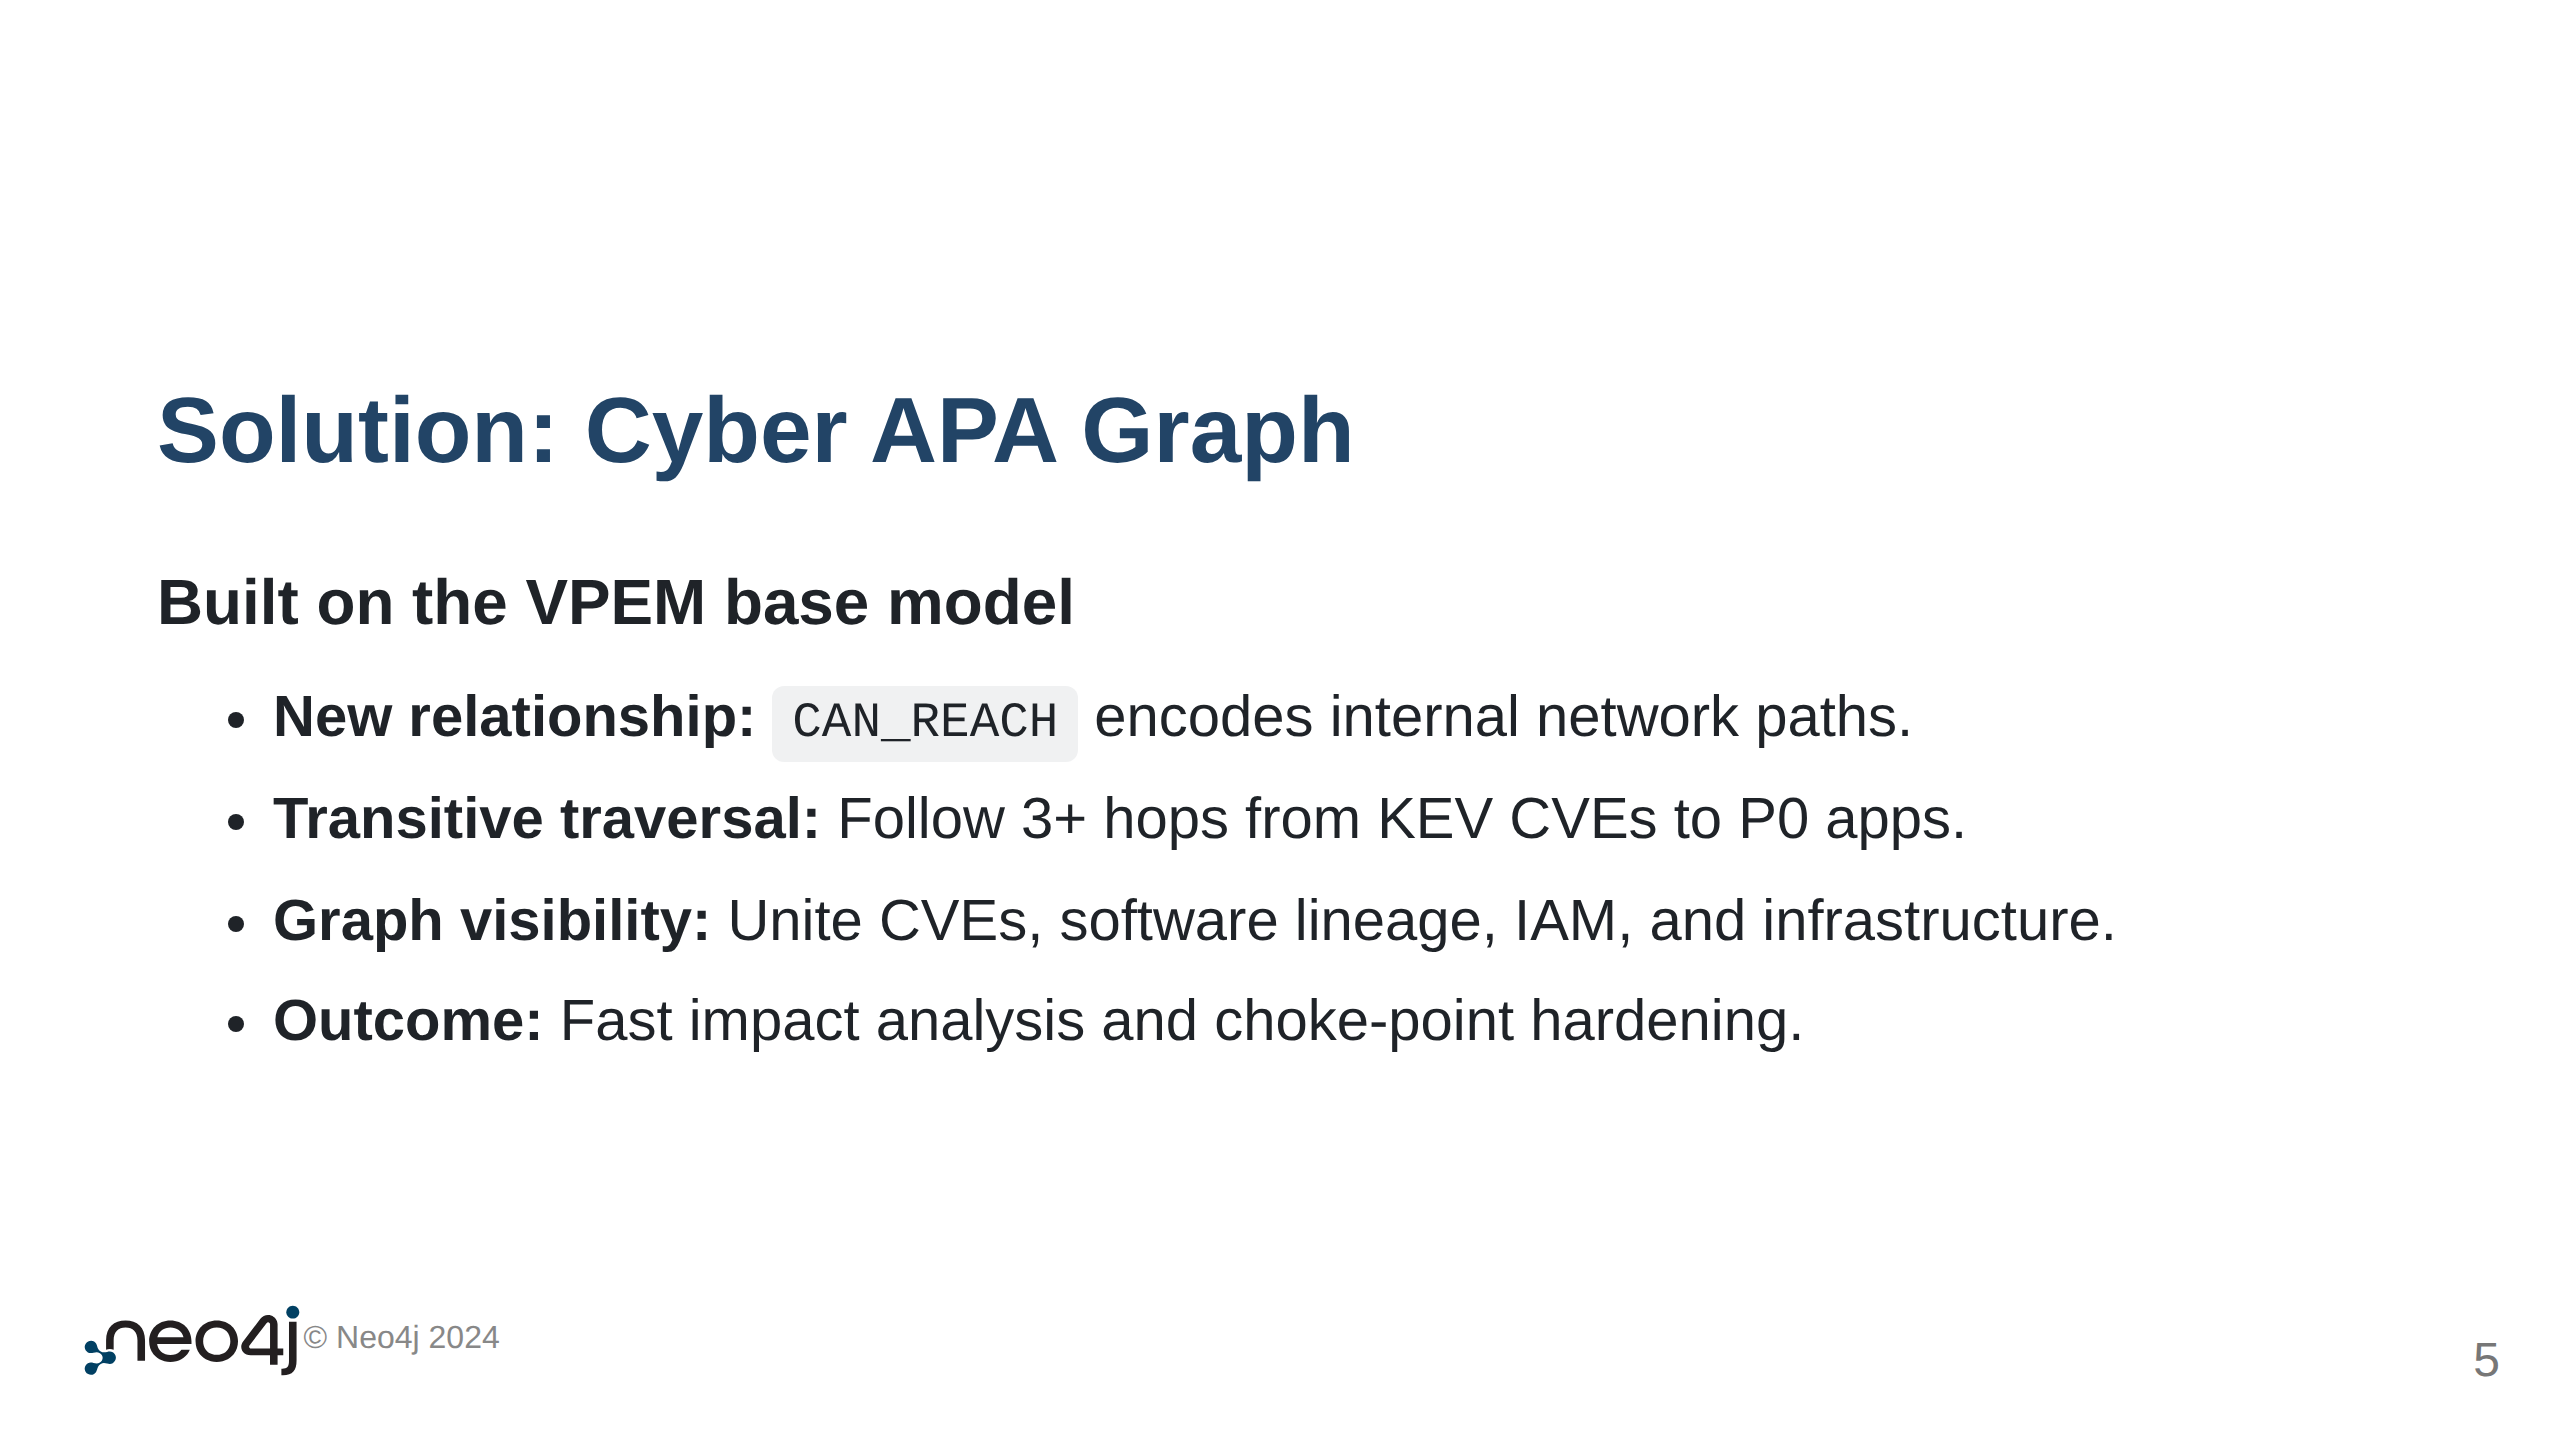 Solution: Cyber APA Graph
Built on the VPEM base model
• New relationship: CAN_REACH encodes internal network paths.
• Transitive traversal: Follow 3+ hops from KEV CVEs to P0 apps.
• Graph visibility: Unite CVEs, software lineage, IAM, and infrastructure.
• Outcome: Fast impact analysis and choke-point hardening.
neo4j © Neo4j 2024
5